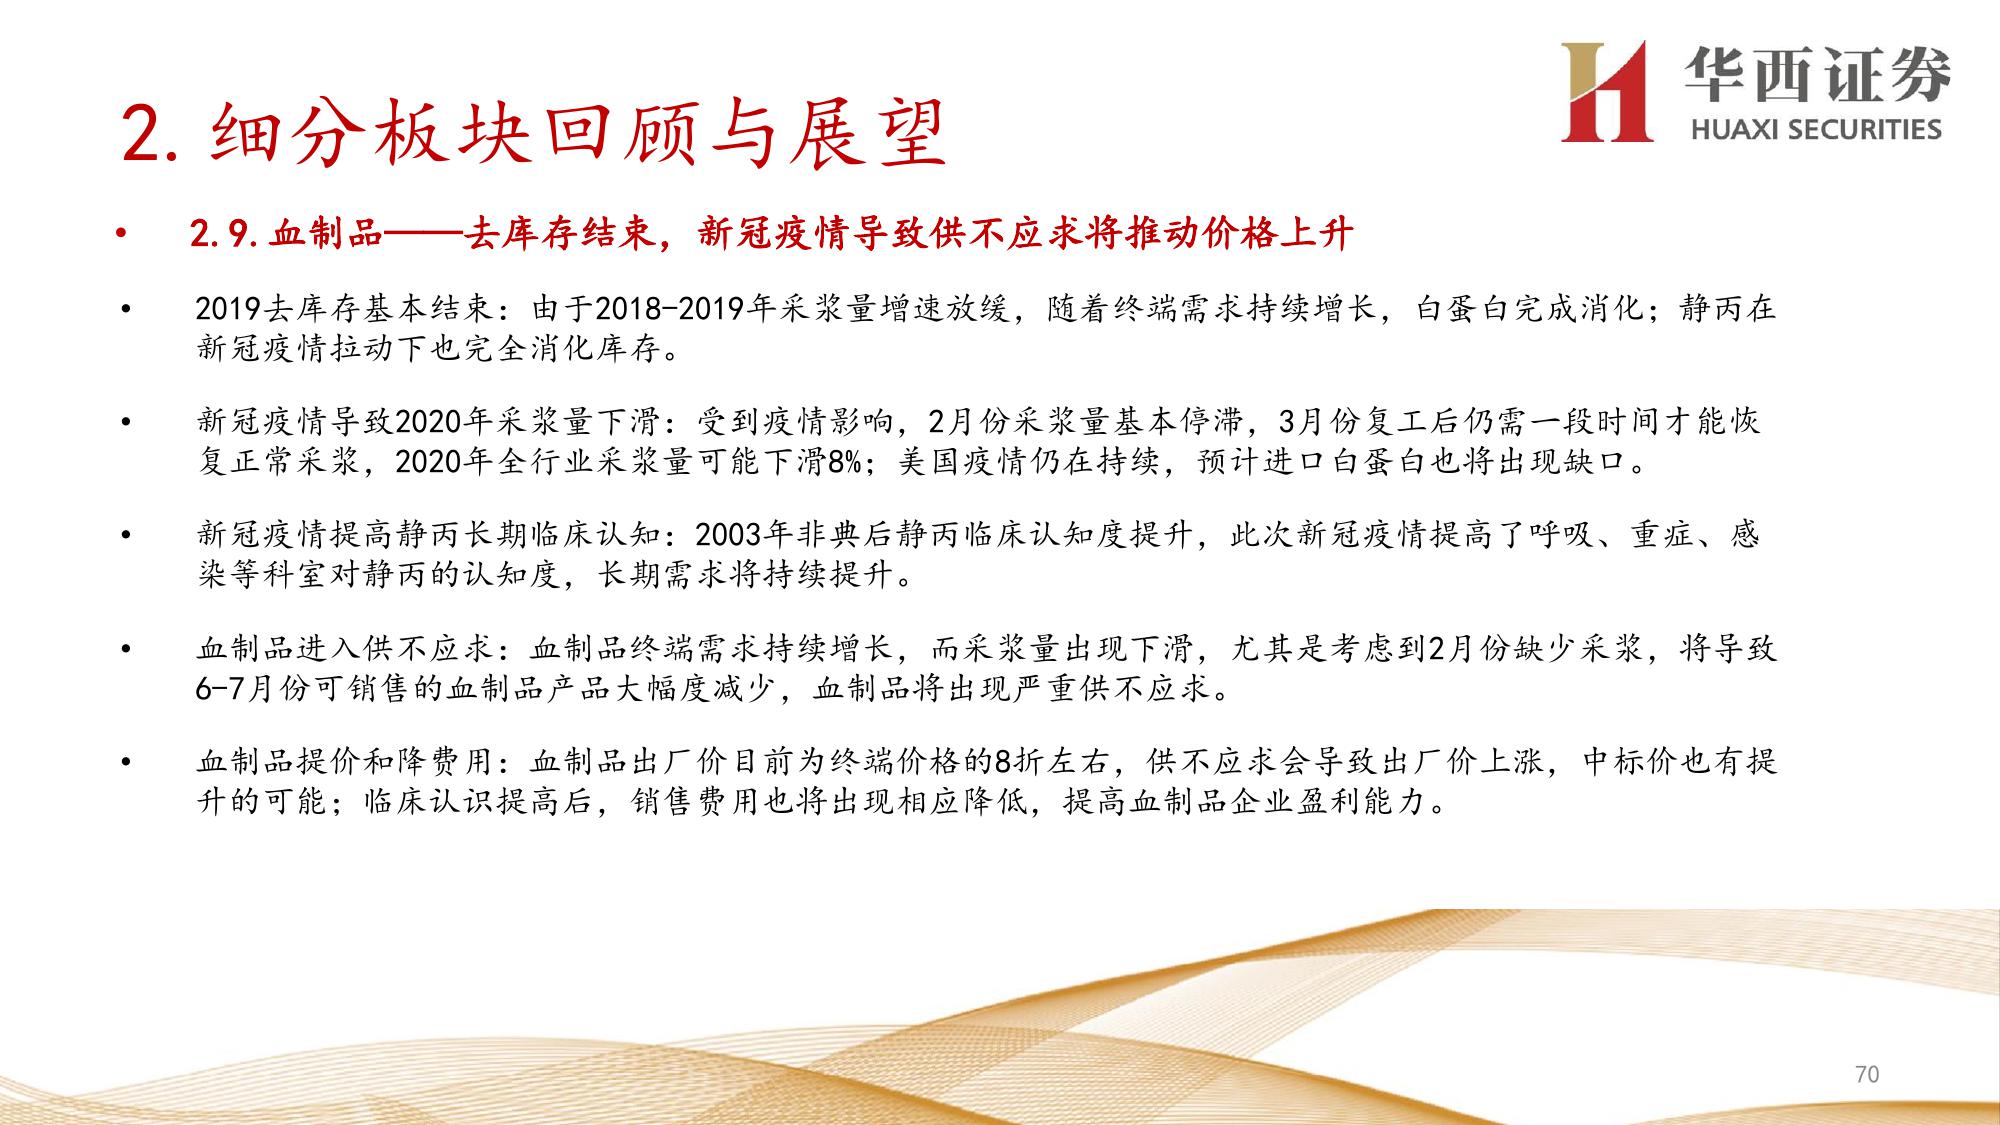 华西证券
HUAXI SECURITIES
2. 细分板块回顾与展望
• 2.9. 血制品——去库存结束，新冠疫情导致供不应求将推动价格上升
• 2019去库存基本结束：由于2018-2019年采浆量增速放缓，随着终端需求持续增长，白蛋白完成消化；静丙在
新冠疫情拉动下也完全消化库存。
• 新冠疫情导致2020年采浆量下滑：受到疫情影响，2月份采浆量基本停滞，3月份复工后仍需一段时间才能恢
复正常采浆，2020年全行业采浆量可能下滑8%；美国疫情仍在持续，预计进口白蛋白也将出现缺口。
• 新冠疫情提高静丙长期临床认知：2003年非典后静丙临床认知度提升，此次新冠疫情提高了呼吸、重症、感
染等科室对静丙的认知度，长期需求将持续提升。
• 血制品进入供不应求：血制品终端需求持续增长，而采浆量出现下滑，尤其是考虑到2月份缺少采浆，将导致
6-7月份可销售的血制品产品大幅度减少，血制品将出现严重供不应求。
• 血制品提价和降费用：血制品出厂价目前为终端价格的8折左右，供不应求会导致出厂价上涨，中标价也有提
升的可能；临床认识提高后，销售费用也将出现相应降低，提高血制品企业盈利能力。
70